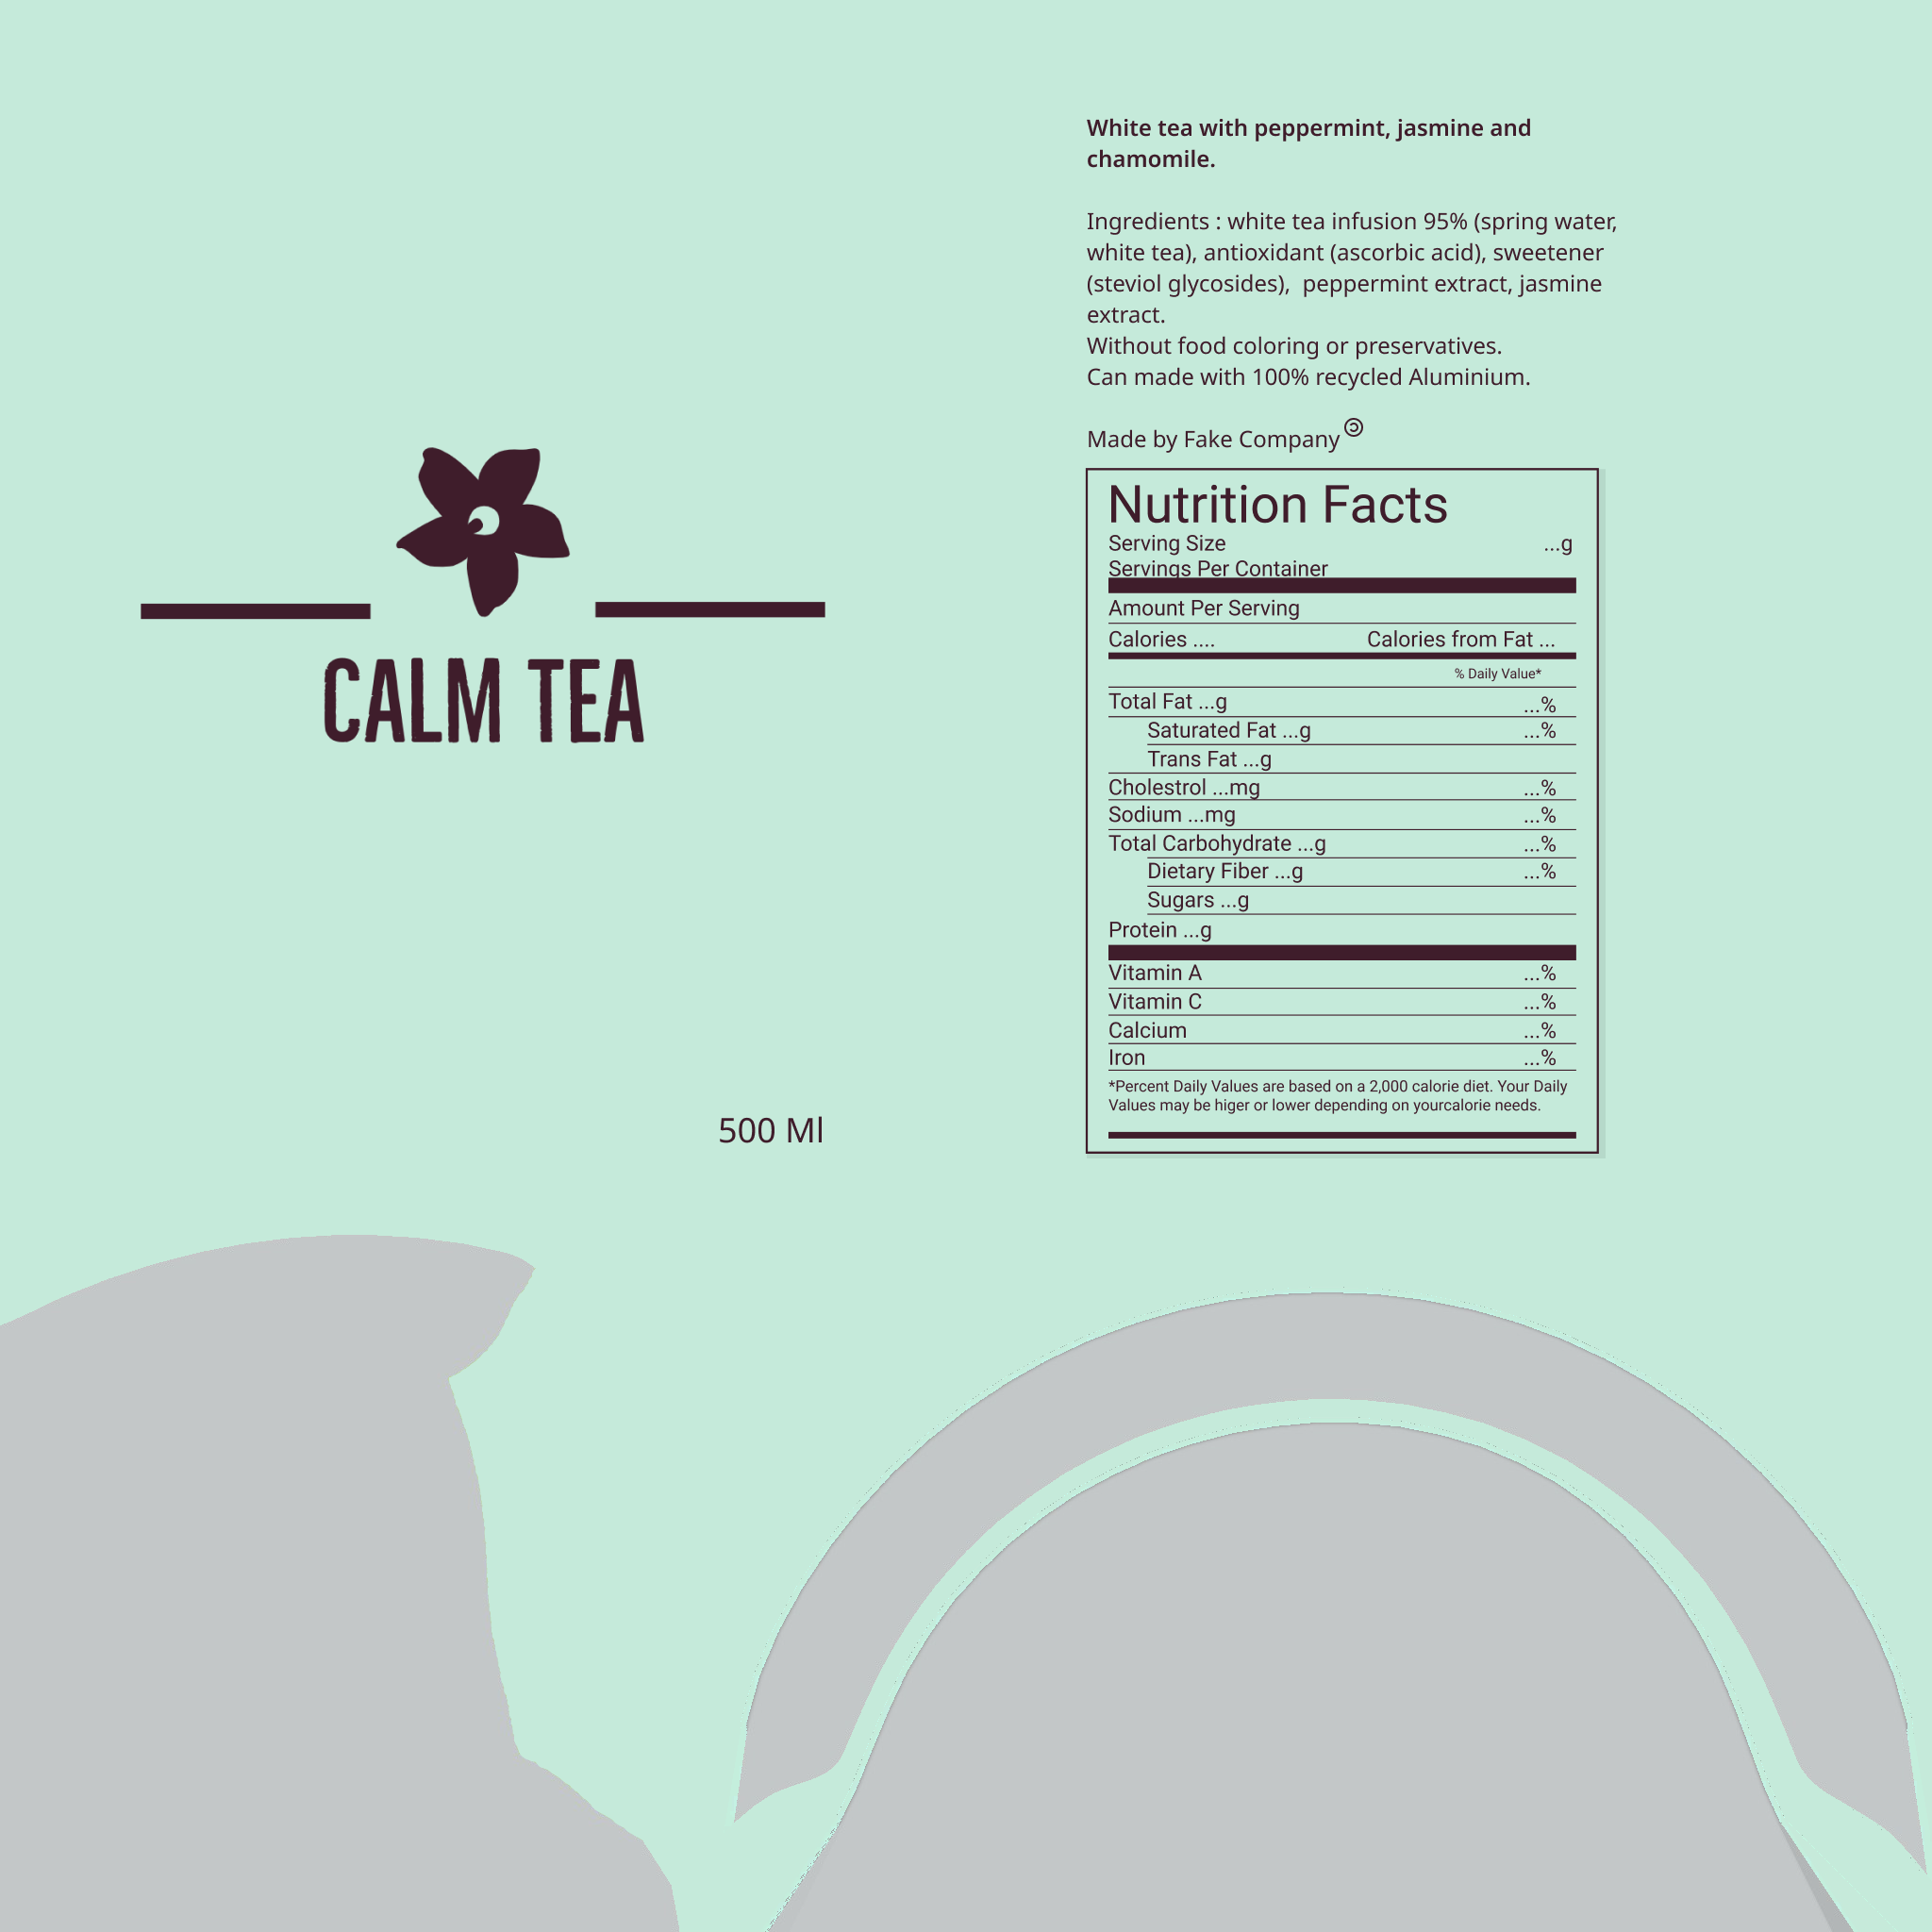 CALM TEA
500 Ml
White tea with peppermint, jasmine and
chamomile.
Ingredients : white tea infusion 95% (spring water,
white tea), antioxidant (ascorbic acid), sweetener
(steviol glycosides),  peppermint extract, jasmine
extract.
Without food coloring or preservatives.
Can made with 100% recycled Aluminium.
Made by Fake Company
Nutrition Facts
Serving Size ...g
Servings Per Container
Amount Per Serving
Calories .... Calories from Fat ...
% Daily Value*
Total Fat ...g ...%
Saturated Fat ...g ...%
Trans Fat ...g
Cholestrol ...mg ...%
Sodium ...mg ...%
Total Carbohydrate ...g ...%
Dietary Fiber ...g ...%
Sugars ...g
Protein ...g
Vitamin A ...%
Vitamin C ...%
Calcium ...%
Iron ...%
*Percent Daily Values are based on a 2,000 calorie diet. Your Daily
Values may be higer or lower depending on yourcalorie needs.